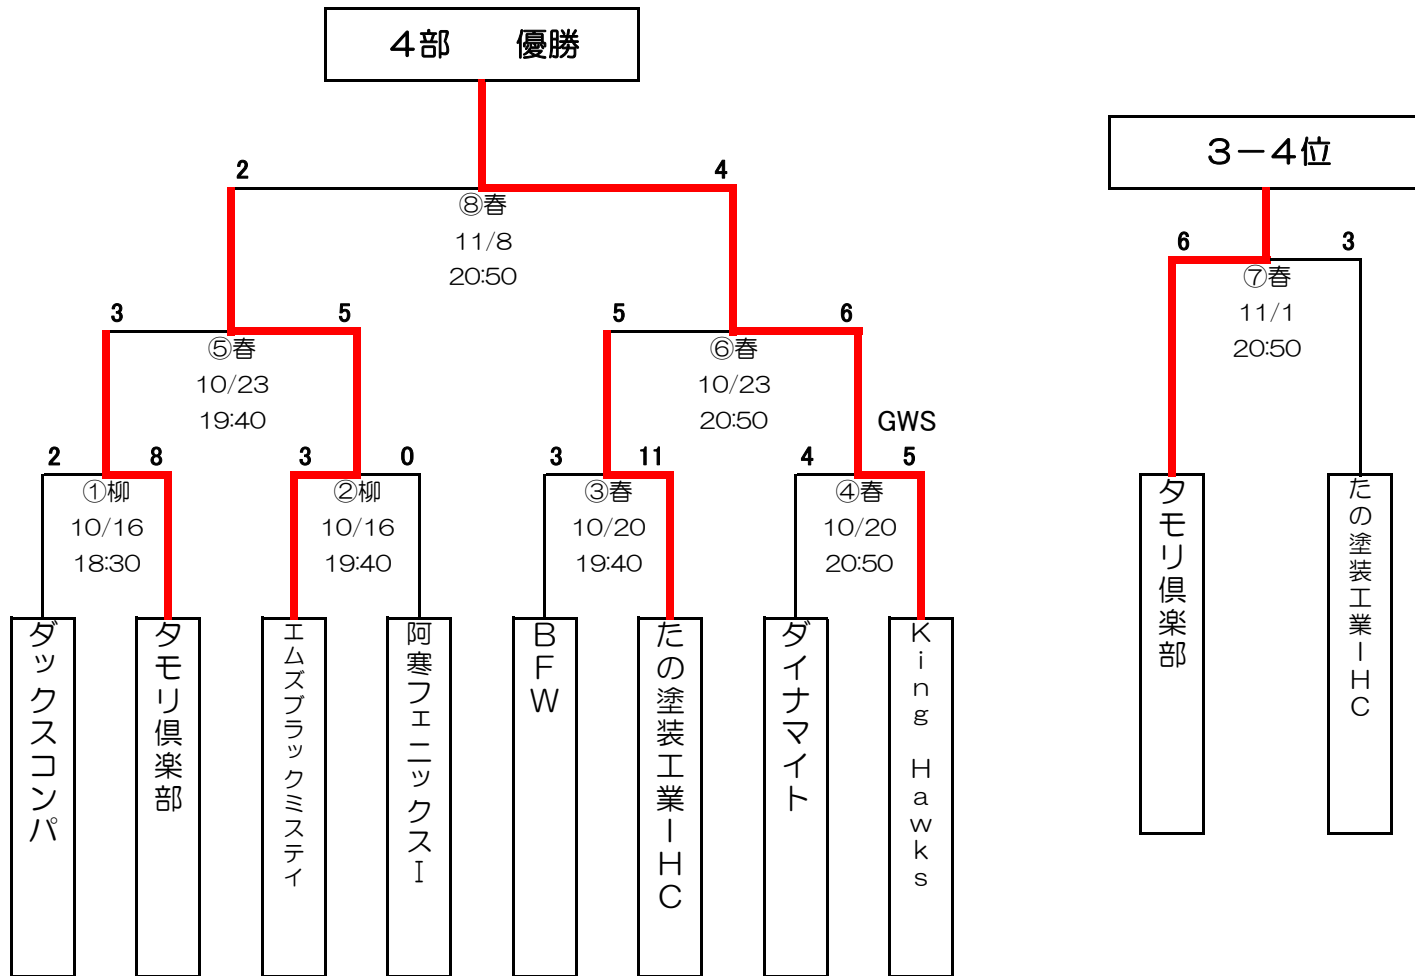 4部 優勝
3－4位
2 4
⑧春
11/8
20:50
6 3
⑦春
11/1
20:50
3 5 5 6
⑤春
10/23
19:40
⑥春
10/23
20:50
GWS
2 8 3 0 3 11 4 5
①柳
10/16
18:30
②柳
10/16
19:40
③春
10/20
19:40
④春
10/20
20:50
ダックスコンパ
タモリ倶楽部
エムズブラックミスティ
阿寒フェニックスI
BFW
たの塗装工業IHC
ダイナマイト
King Hawks
タモリ倶楽部
たの塗装工業IHC